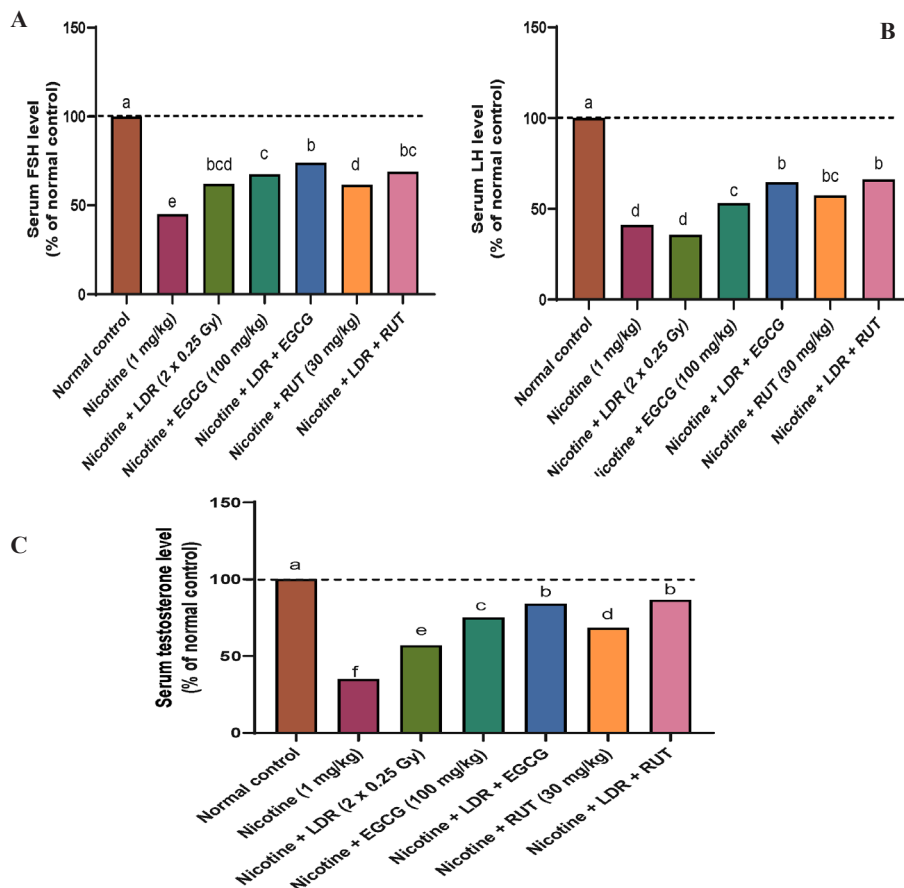 A
Serum FSH level
(% of normal control)
150
100
50
0
a
e
bcd
c
b
d
bc
Normal control
Nicotine (1 mg/kg)
Nicotine + LDR (2 x 0.25 Gy)
Nicotine + EGCG (100 mg/kg)
Nicotine + LDR + EGCG
Nicotine + RUT (30 mg/kg)
Nicotine + LDR + RUT
B
Serum LH level
(% of normal control)
150
100
50
0
a
d
d
c
b
bc
b
Normal control
Nicotine (1 mg/kg)
Nicotine + LDR (2 x 0.25 Gy)
licotine + EGCG (100 mg/kg)
Nicotine + LDR + EGCG
Nicotine + RUT (30 mg/kg)
Nicotine + LDR + RUT
C
Serum testosterone level
(% of normal control)
150
100
50
0
a
f
e
c
b
d
b
Normal control
Nicotine (1 mg/kg)
Nicotine + LDR (2 x 0.25 Gy)
Nicotine + EGCG (100 mg/kg)
Nicotine + LDR + EGCG
Nicotine + RUT (30 mg/kg)
Nicotine + LDR + RUT